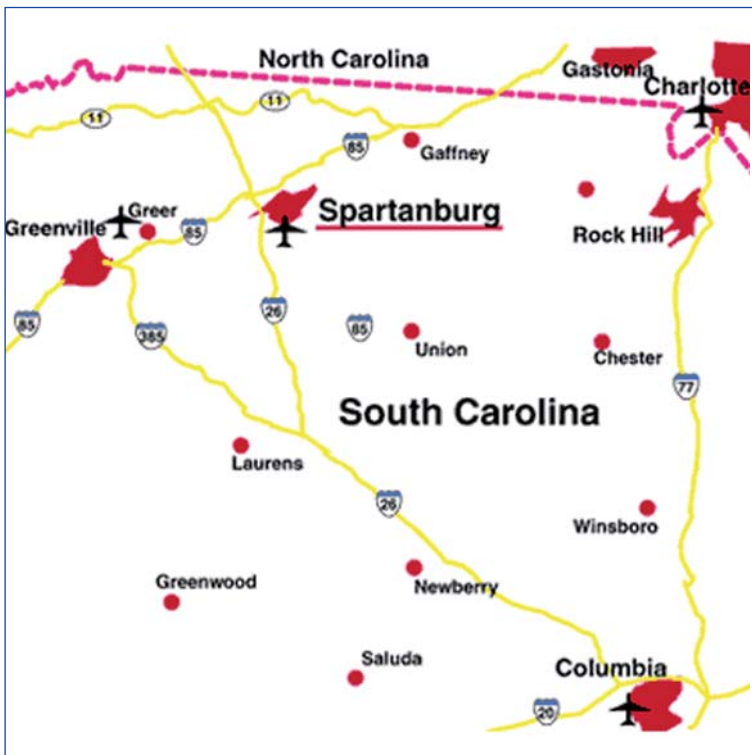 North Carolina
Gastonia
Charlotte
11
11
85
Gaffney
Greer
Greenville
85
Spartanburg
Rock Hill
85
385
26
85
Union
Chester
77
South Carolina
Laurens
26
Winsboro
Greenwood
Newberry
Saluda
Columbia
20